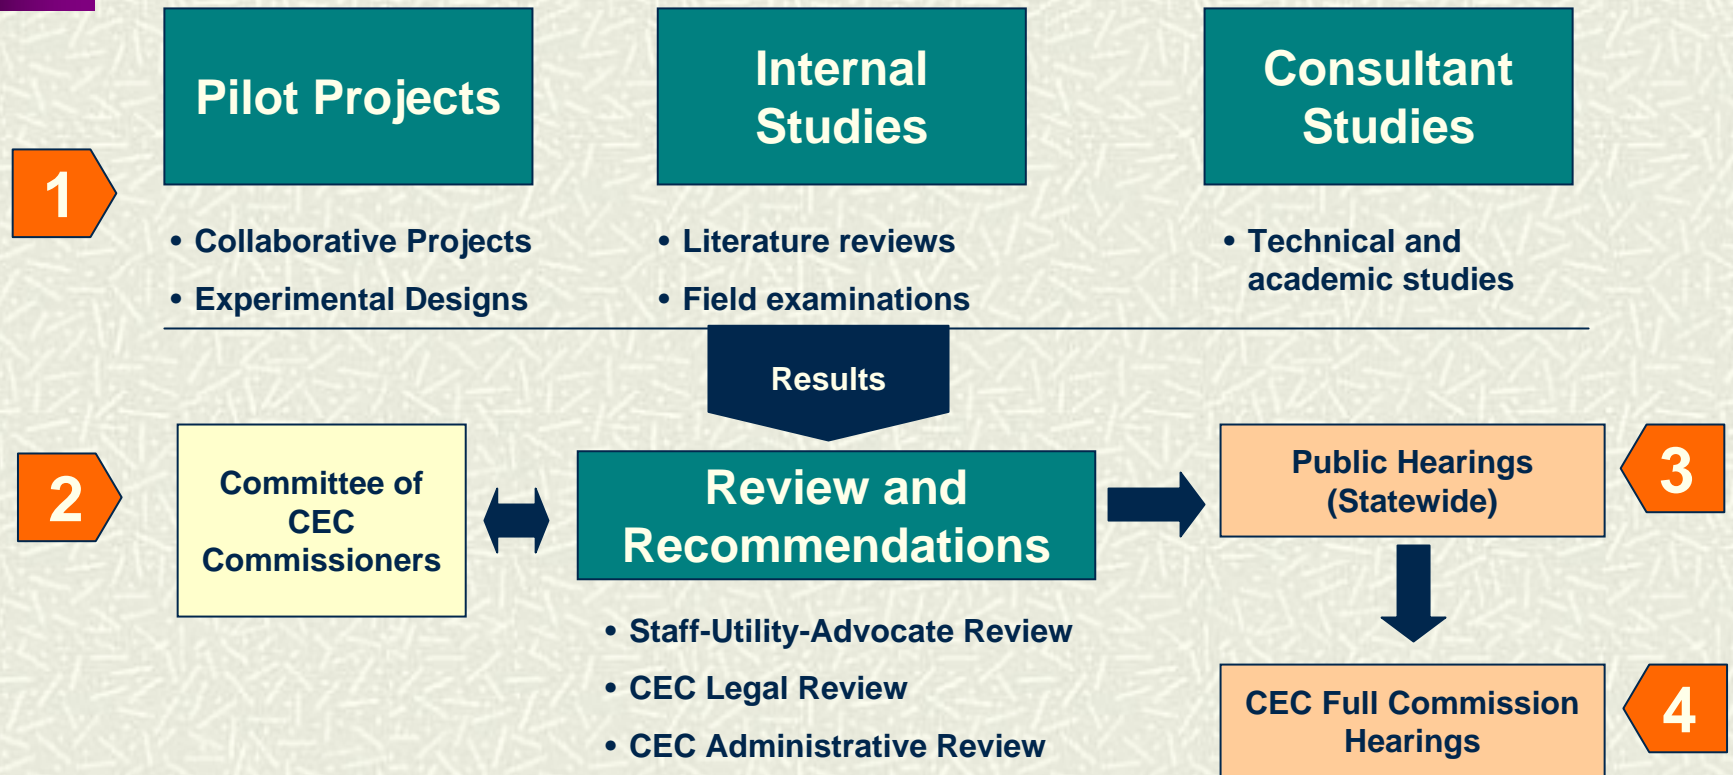 Pilot Projects
Internal
Studies
Consultant
Studies
1
• Collaborative Projects
• Experimental Designs
• Literature reviews
• Field examinations
• Technical and
academic studies
Results
2
Committee of
CEC
Commissioners
Review and
Recommendations
• Staff-Utility-Advocate Review
• CEC Legal Review
• CEC Administrative Review
Public Hearings
(Statewide)
3
CEC Full Commission
Hearings
4